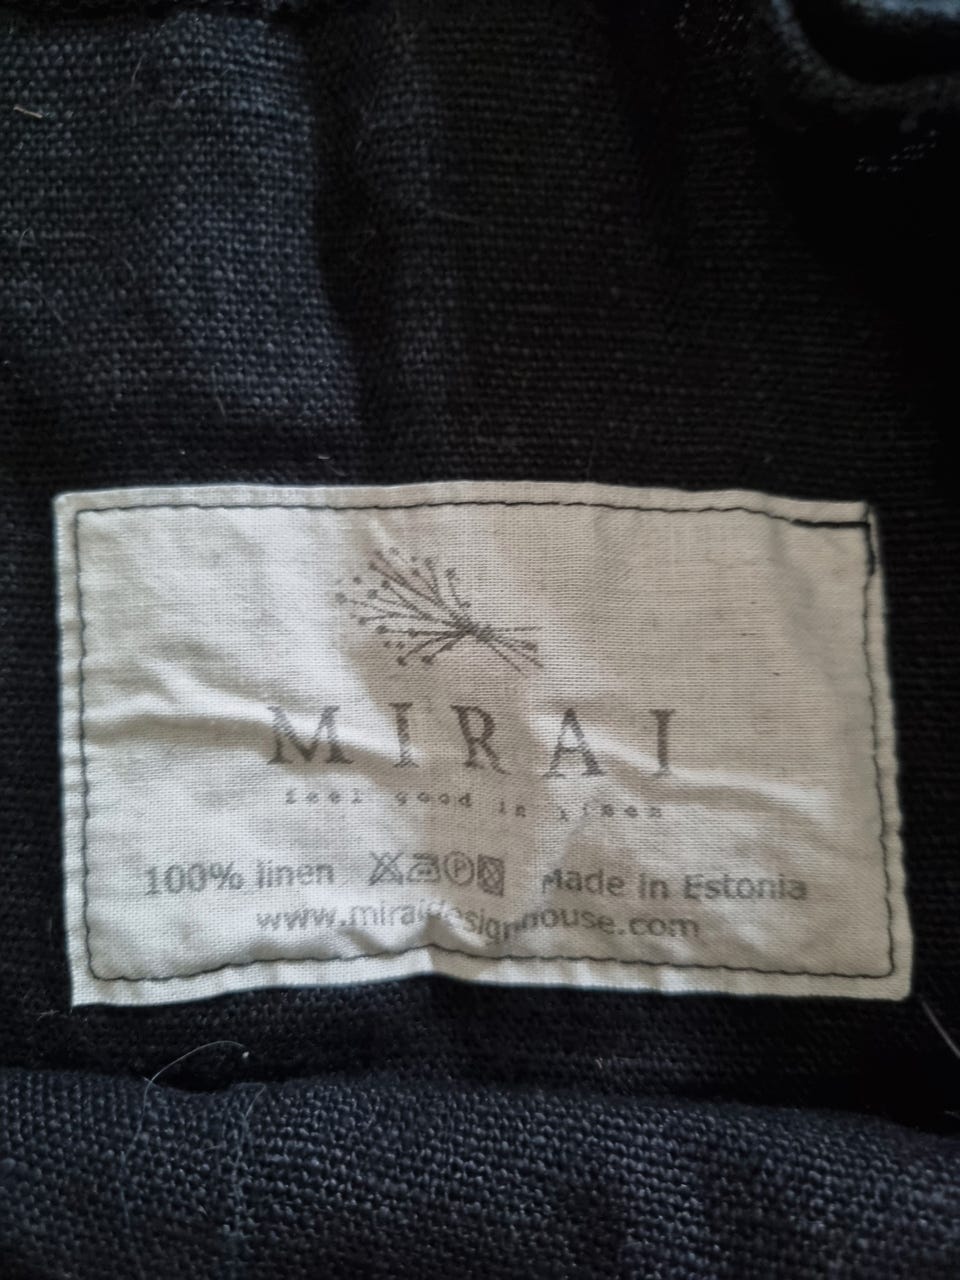 MIRAI
feel good in linen
100% linen Made in Estonia
www.miraidesignhouse.com